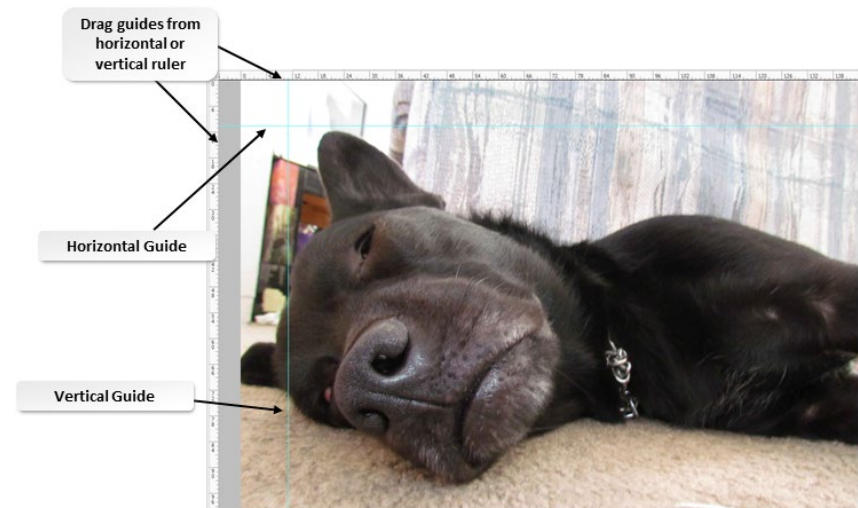 Drag guides from
horizontal or
vertical ruler
Horizontal Guide
Vertical Guide